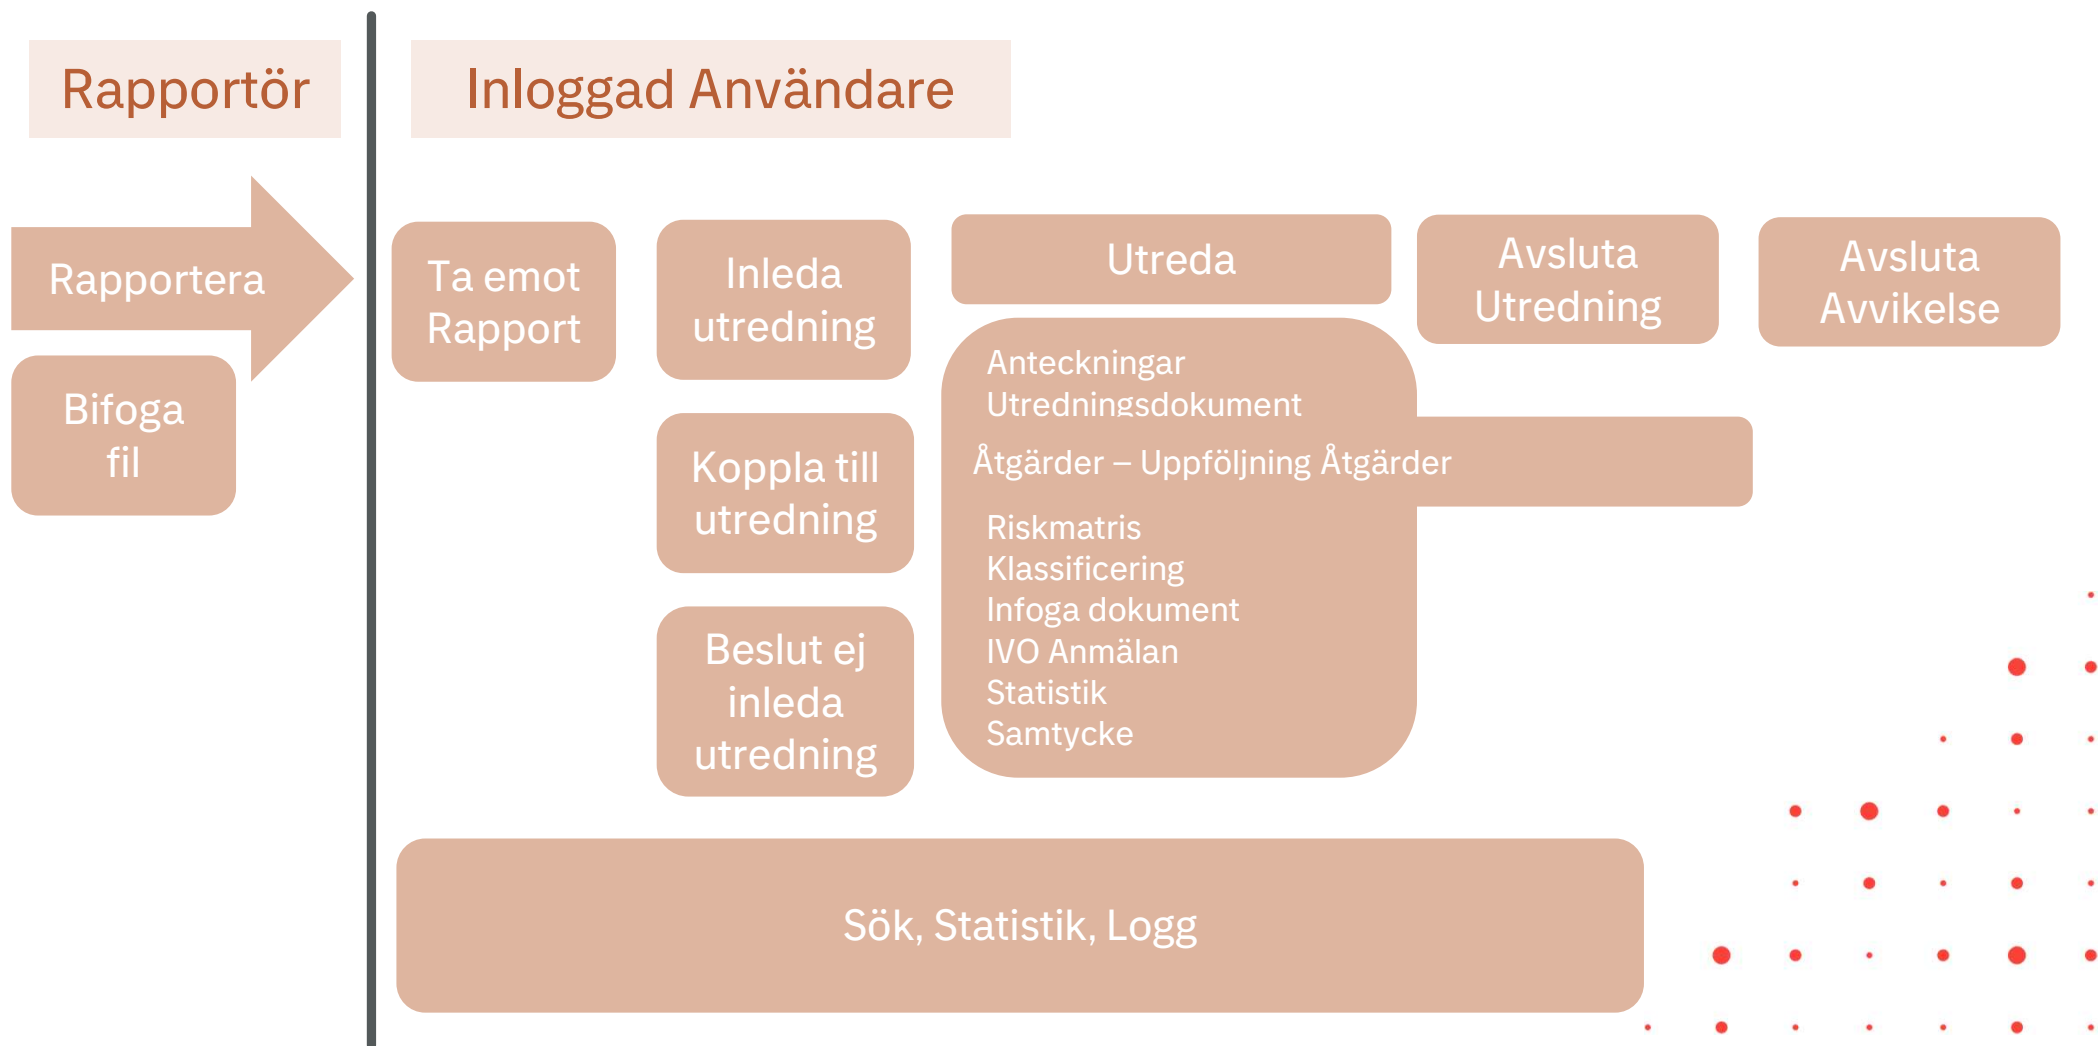 Rapportör
Inloggad Användare
Rapportera
Bifoga
fil
Ta emot
Rapport
Inleda
utredning
Koppla till
utredning
Beslut ej
inleda
utredning
Utreda
Anteckningar
Utredningsdokument
Åtgärder – Uppföljning Åtgärder
Riskmatris
Klassificering
Infoga dokument
IVO Anmälan
Statistik
Samtycke
Avsluta
Utredning
Avsluta
Avvikelse
Sök, Statistik, Logg